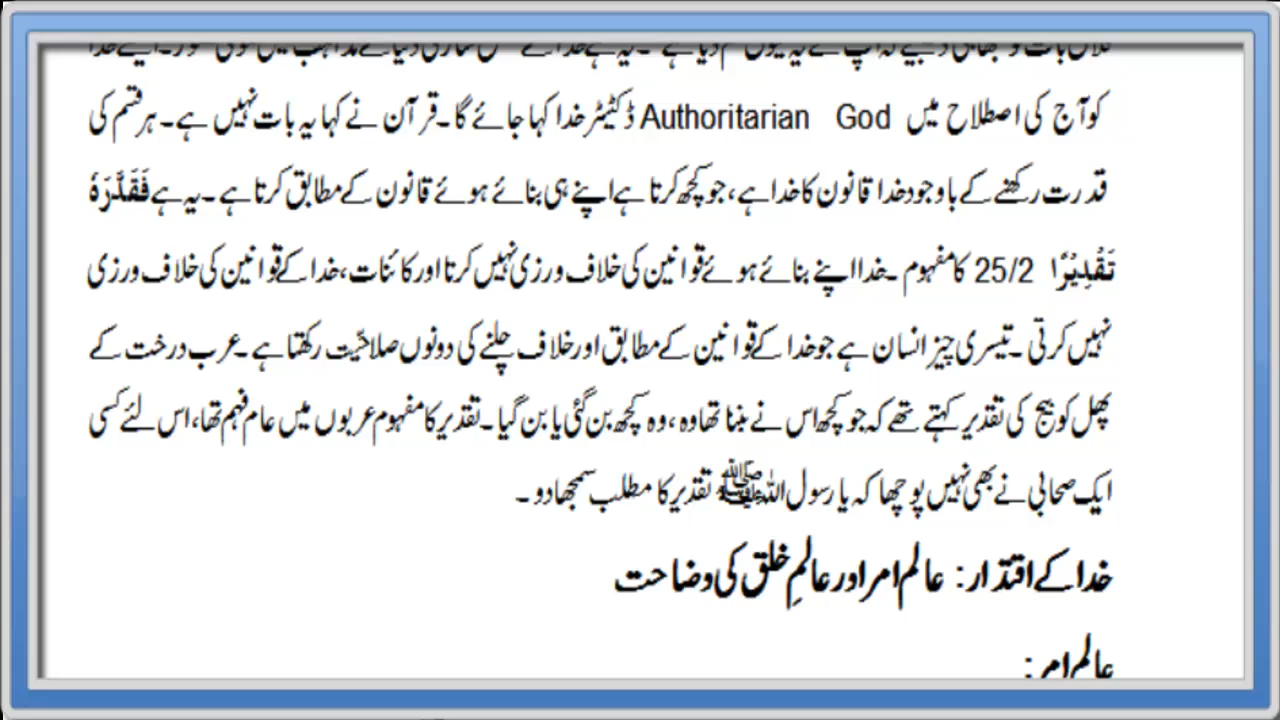 کو آج کی اصطلاح میں Authoritarian God ڈکٹیٹر خدا کہا جائے گا۔ قرآن نے کہا یہ بات نہیں ہے۔ ہر قسم کی
قدرت رکھنے کے باوجود خدا قانون کا خدا ہے، جو کچھ کرتا ہے اپنے ہی بنائے ہوئے قانون کے مطابق کرتا ہے۔ یہ ہے فَقَدَّرَهٗ
تَقْدِيْرًا 25/2 کا مفہوم۔ خدا اپنے بنائے ہوئے قوانین کی خلاف ورزی نہیں کرتا اور کائنات، خدا کے قوانین کی خلاف ورزی
نہیں کرتی۔ تیسری چیز انسان ہے جو خدا کے قوانین کے مطابق اور خلاف چلنے کی دونوں صلاحیّت رکھتا ہے۔ عرب درخت کے
پھل کو بیج کی تقدیر کہتے تھے کہ جو کچھ اس نے بننا تھا وہ، وہ کچھ بن گئی یا بن گیا۔ تقدیر کا مفہوم عربوں میں عام فہم تھا، اس لئے کسی
ایک صحابی نے بھی نہیں پوچھا کہ یا رسول اللہ ﷺ تقدیر کا مطلب سمجھا دو۔
خدا کے اقتدار: عالم امر اور عالمِ خلق کی وضاحت
عالم امر: